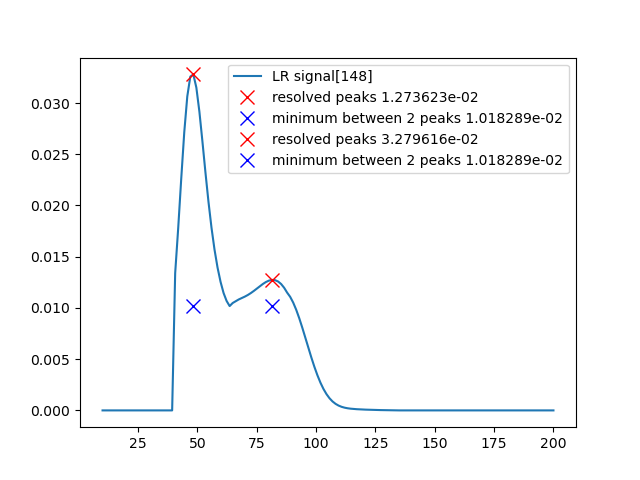 LR signal[148]
resolved peaks 1.273623e-02
minimum between 2 peaks 1.018289e-02
resolved peaks 3.279616e-02
minimum between 2 peaks 1.018289e-02
0.030
0.025
0.020
0.015
0.010
0.005
0.000
25 50 75 100 125 150 175 200